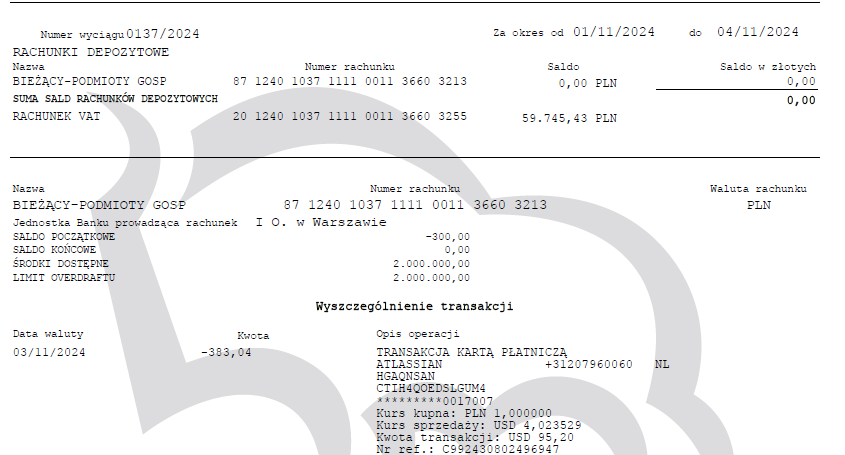 Numer wyciągu 0137/2024 Za okres od 01/11/2024 do 04/11/2024
RACHUNKI DEPOZYTOWE
Nazwa Numer rachunku Saldo Saldo w złotych
BIEŻĄCY-PODMIOTY GOSP 87 1240 1037 1111 0011 3660 3213 0,00 PLN 0,00
SUMA SALD RACHUNKÓW DEPOZYTOWYCH 0,00
RACHUNEK VAT 20 1240 1037 1111 0011 3660 3255 59.745,43 PLN
Nazwa Numer rachunku Waluta rachunku
BIEŻĄCY-PODMIOTY GOSP 87 1240 1037 1111 0011 3660 3213 PLN
Jednostka Banku prowadząca rachunek I O. w Warszawie
SALDO POCZĄTKOWE -300,00
SALDO KOŃCOWE 0,00
ŚRODKI DOSTĘPNE 2.000.000,00
LIMIT OVERDRAFTU 2.000.000,00
Wyszczególnienie transakcji
Data waluty Kwota Opis operacji
03/11/2024 -383,04 TRANSAKCJA KARTĄ PŁATNICZĄ
ATLASSIAN +31207960060 NL
HGAQNSAN
CTIH4QOEDSLGUM4
*********0017007
Kurs kupna: PLN 1,000000
Kurs sprzedaży: USD 4,023529
Kwota transakcji: USD 95,20
Nr ref.: C992430802496947